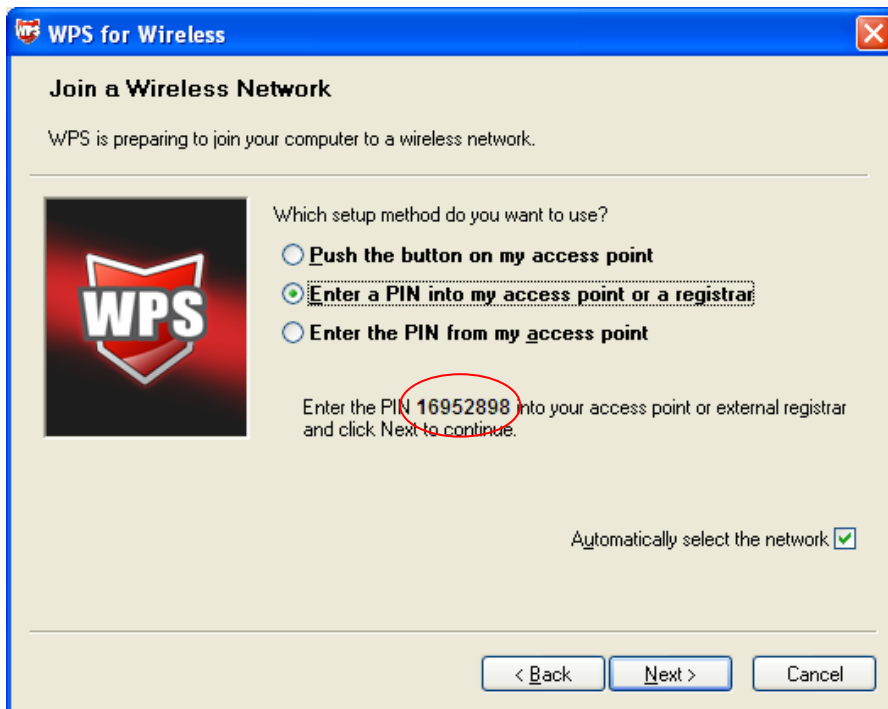 WPS for Wireless
Join a Wireless Network
WPS is preparing to join your computer to a wireless network.
Which setup method do you want to use?
Push the button on my access point
Enter a PIN into my access point or a registrar
Enter the PIN from my access point
WPS
Enter the PIN 16952898 into your access point or external registrar
and click Next to continue.
Automatically select the network
< Back
Next >
Cancel